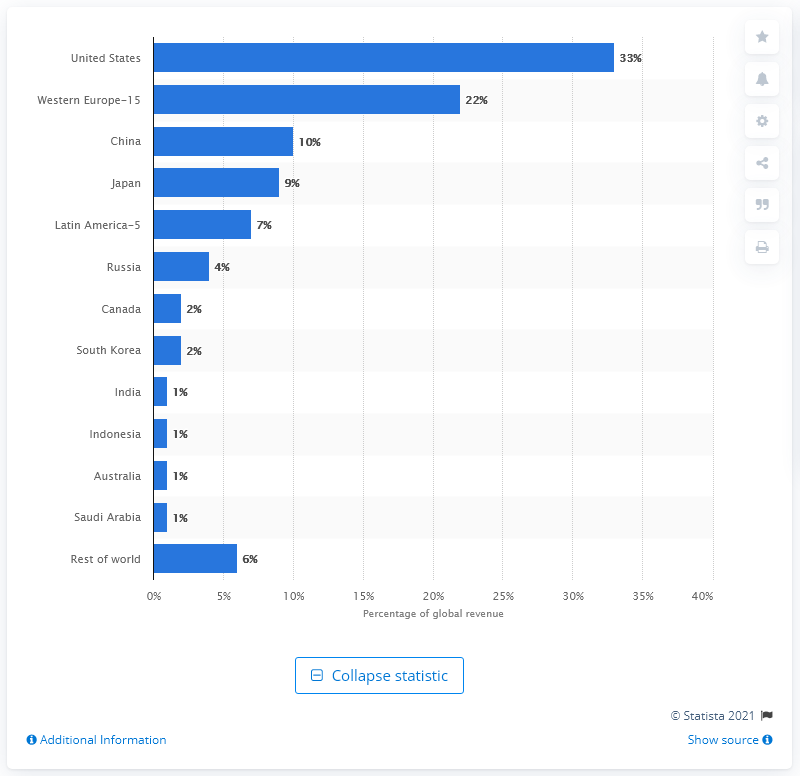 United States 33%
Western Europe-15 22%
China 10%
Japan 9%
Latin America-5 7%
Russia 4%
Canada 2%
South Korea 2%
India 1%
Indonesia 1%
Australia 1%
Saudi Arabia 1%
Rest of world 6%
0% 5% 10% 15% 20% 25% 30% 35% 40%
Percentage of global revenue
Collapse statistic
© Statista 2021
Additional Information Show source